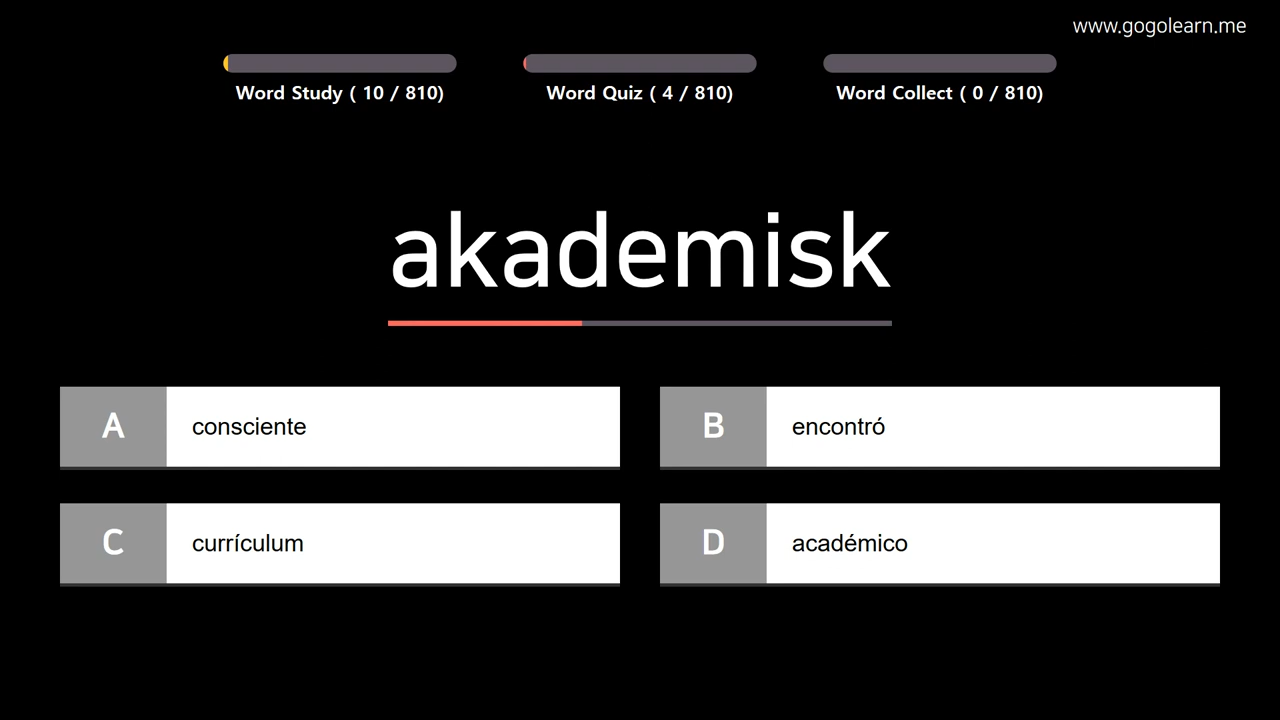 www.gogolearn.me
Word Study ( 10 / 810)
Word Quiz ( 4 / 810)
Word Collect ( 0 / 810)
akademisk
A consciente
B encontró
C currículum
D académico